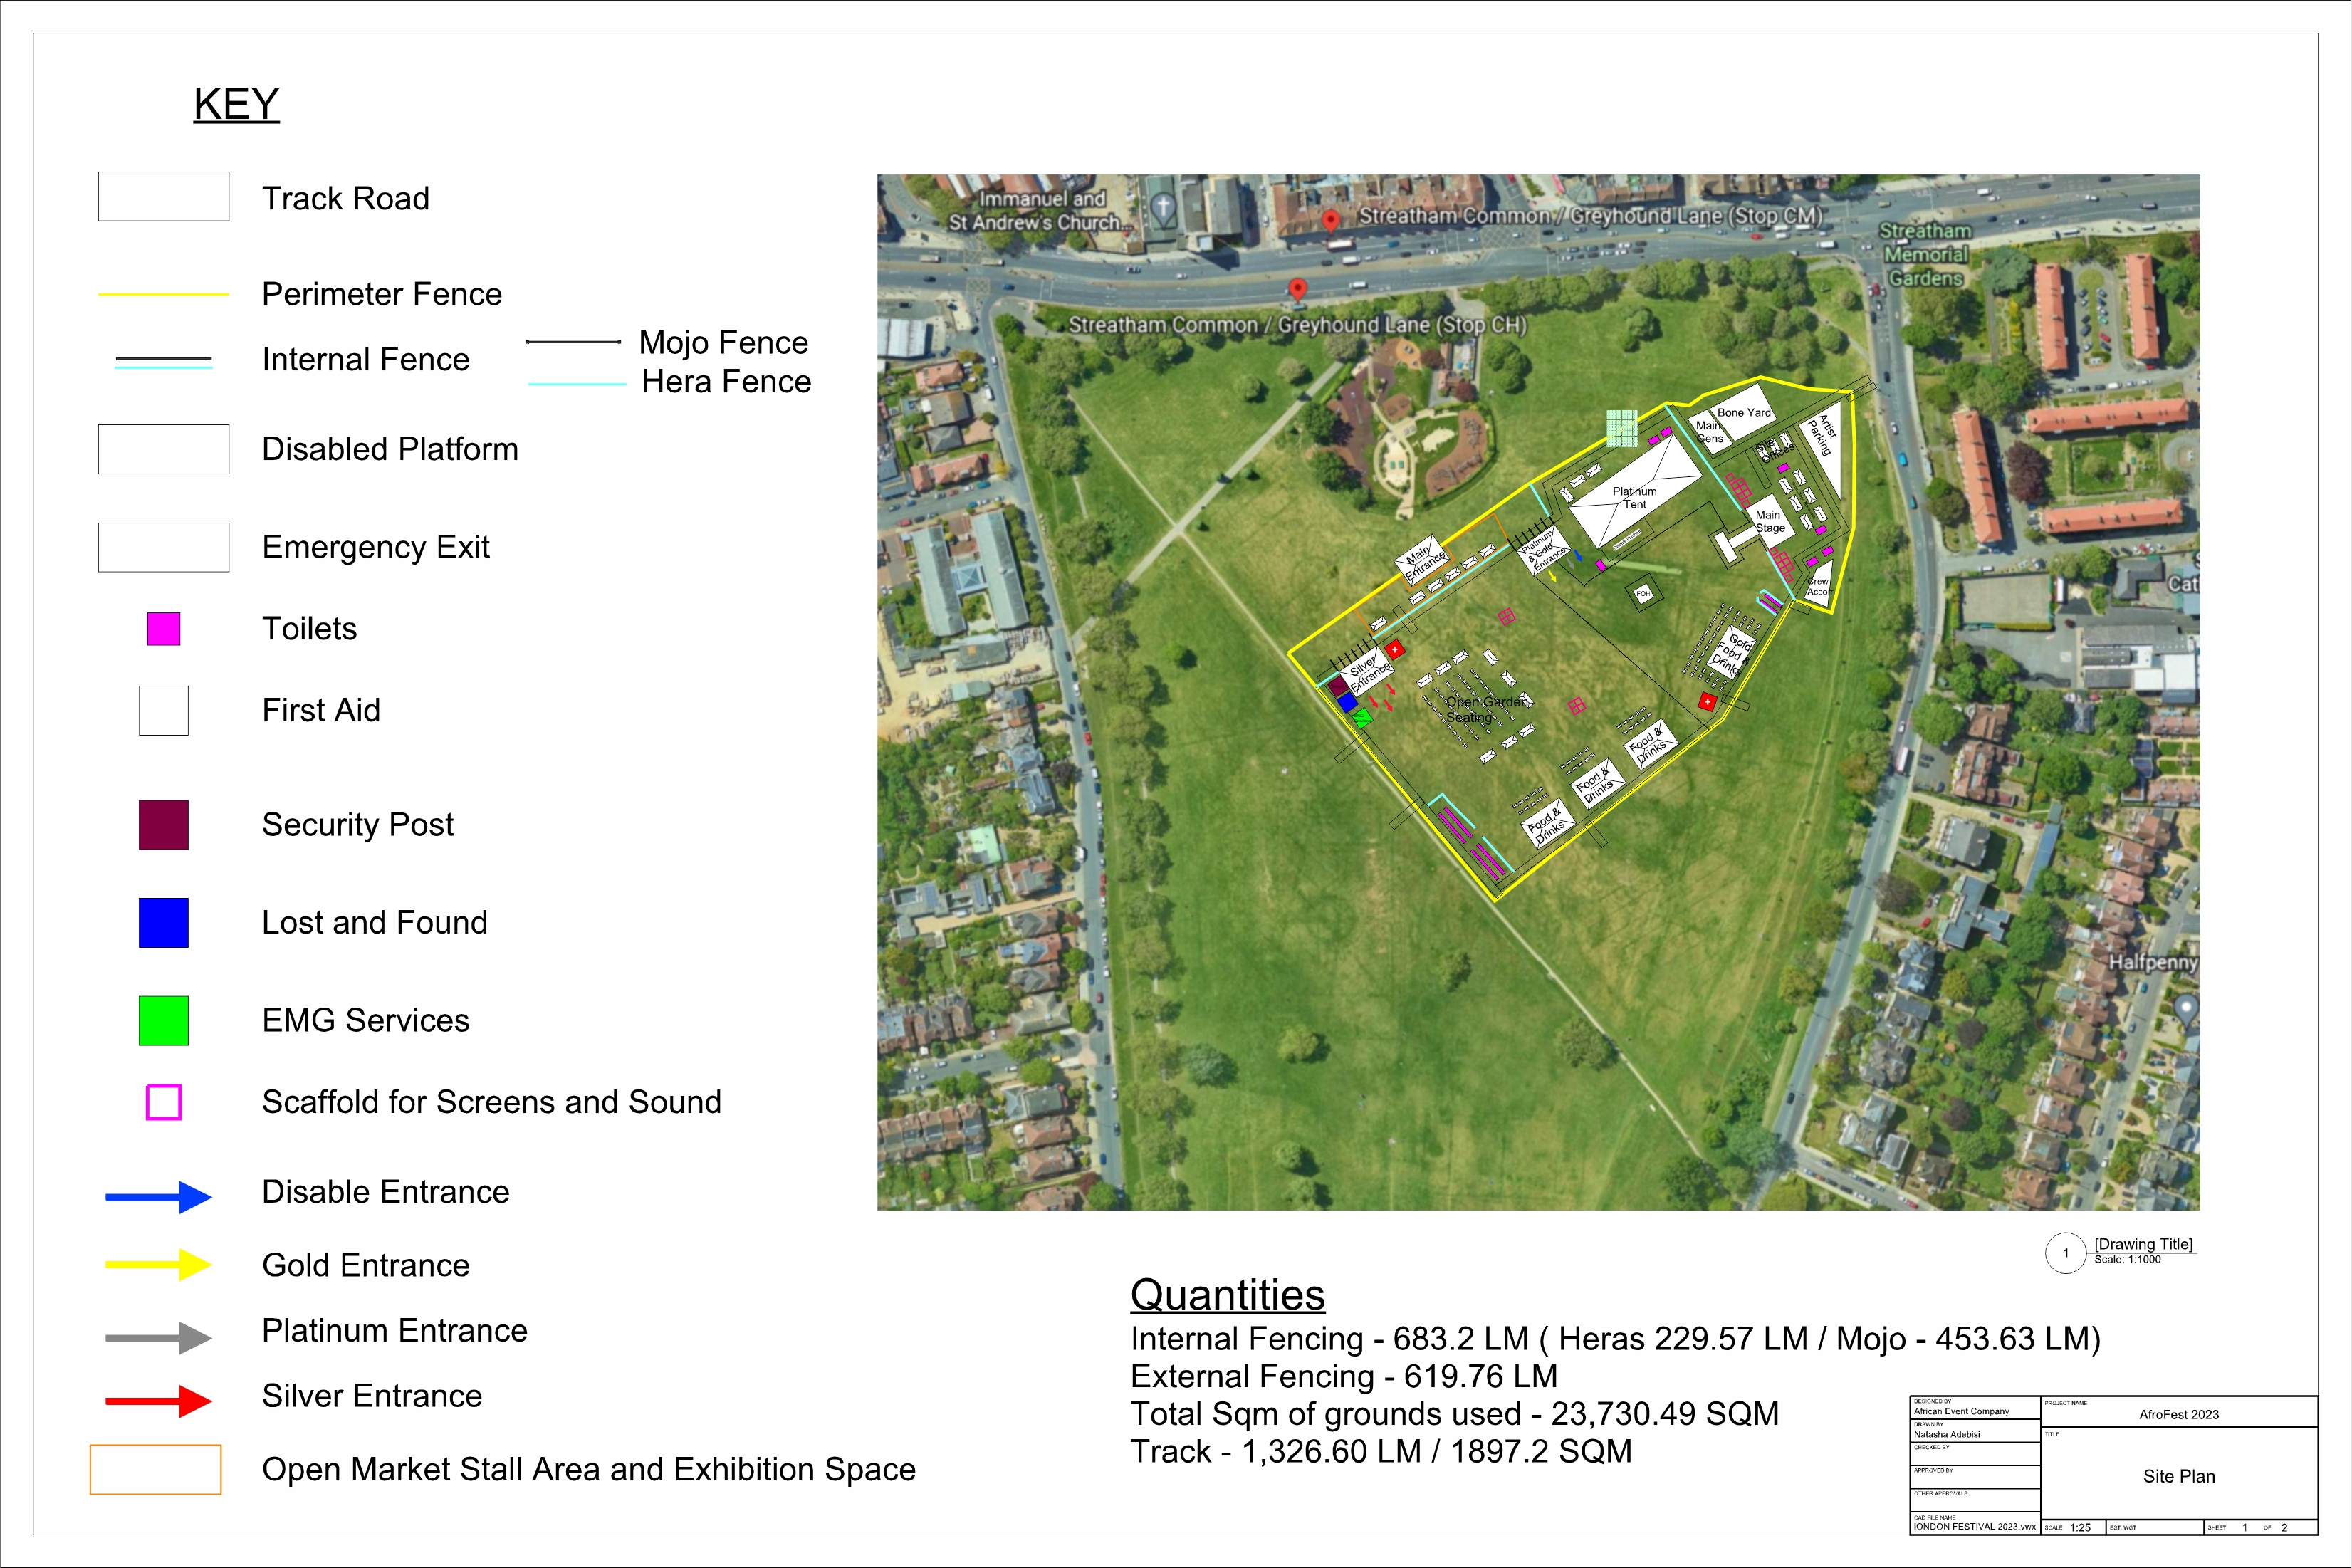 KEY
Track Road
Perimeter Fence
Internal Fence
Mojo Fence
Hera Fence
Disabled Platform
Emergency Exit
Toilets
First Aid
Security Post
Lost and Found
EMG Services
Scaffold for Screens and Sound
Disable Entrance
Gold Entrance
Platinum Entrance
Silver Entrance
Open Market Stall Area and Exhibition Space
Immanuel and
St Andrew's Church...
Streatham Common / Greyhound Lane (Stop CM)
Streatham
Memorial
Gardens
Streatham Common / Greyhound Lane (Stop CH)
Bone Yard
Main
Gens
Artist
Parking
Site
Offices
Platinum
Tent
Main
Stage
Main
Entrance
Platinum
& Gold
Entrance
FOH
Crew
Accom
Cat
Gold
Food &
Drinks
Silver
Entrance
Open Garden
Seating
Food &
Drinks
Food &
Drinks
Food &
Drinks
Halfpenny
1
[Drawing Title]
Scale: 1:1000
Quantities
Internal Fencing - 683.2 LM ( Heras 229.57 LM / Mojo - 453.63 LM)
External Fencing - 619.76 LM
Total Sqm of grounds used - 23,730.49 SQM
Track - 1,326.60 LM / 1897.2 SQM
DESIGNED BY
African Event Company
DRAWN BY
Natasha Adebisi
CHECKED BY
APPROVED BY
OTHER APPROVALS
CAD FILE NAME
lONDON FESTIVAL 2023.vwx
PROJECT NAME
AfroFest 2023
TITLE
Site Plan
SCALE 1:25
EST. WGT
SHEET 1 OF 2